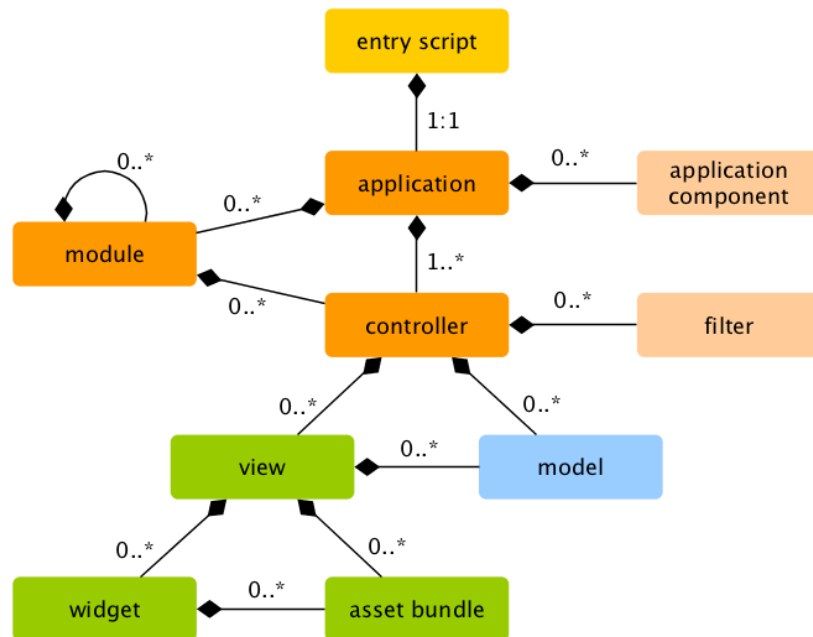 entry script
1:1
0..*
0..*
application
application
component
0..*
module
1..*
0..*
0..*
controller
filter
0..*
0..*
view
0..*
model
0..*
0..*
widget
0..*
asset bundle